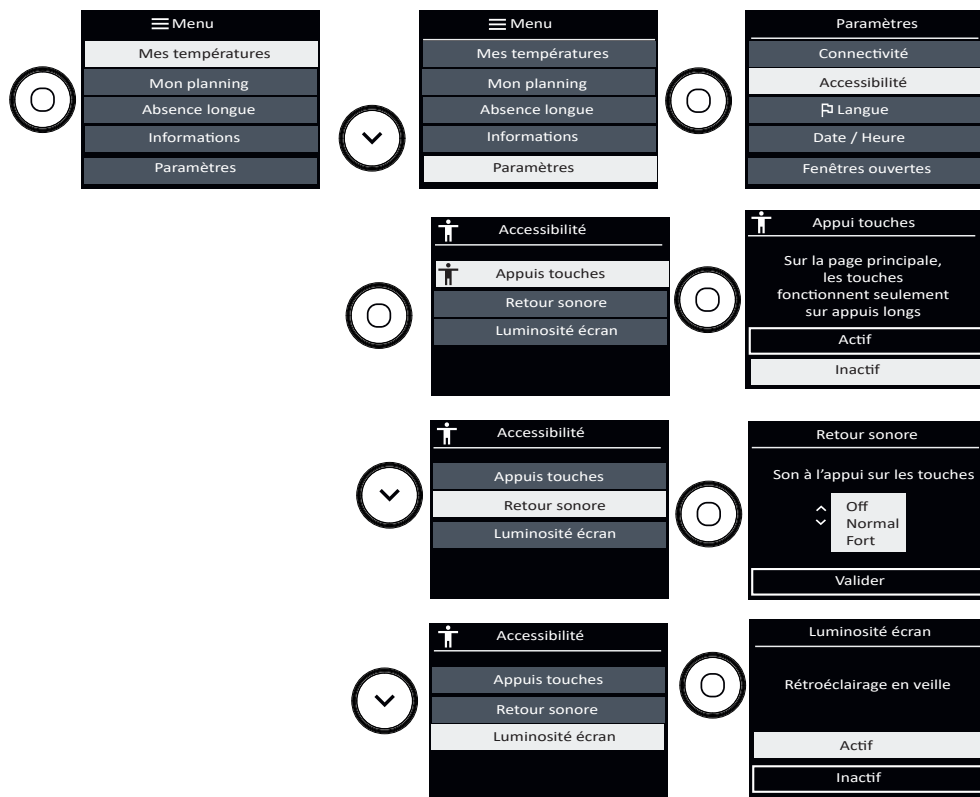 Menu
Mes températures
Mon planning
Absence longue
Informations
Paramètres
Menu
Mes températures
Mon planning
Absence longue
Informations
Paramètres
Paramètres
Connectivité
Accessibilité
Langue
Date / Heure
Fenêtres ouvertes
Accessibilité
Appuis touches
Retour sonore
Luminosité écran
Appui touches
Sur la page principale,
les touches
fonctionnent seulement
sur appuis longs
Actif
Inactif
Accessibilité
Appuis touches
Retour sonore
Luminosité écran
Retour sonore
Son à l'appui sur les touches
Off
Normal
Fort
Valider
Accessibilité
Appuis touches
Retour sonore
Luminosité écran
Luminosité écran
Rétroéclairage en veille
Actif
Inactif